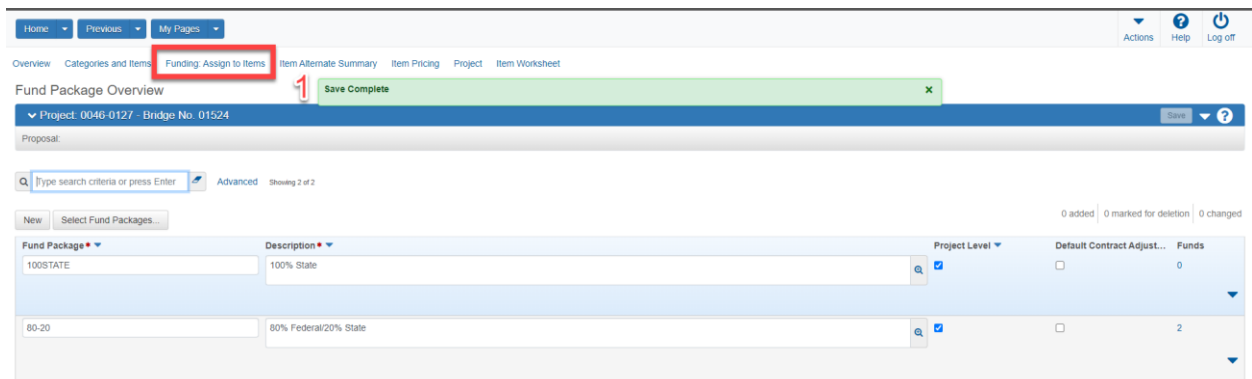 Home Previous My Pages Actions Help Log off
Overview Categories and Items Funding: Assign to Items Item Alternate Summary Item Pricing Project Item Worksheet
Fund Package Overview
1
Save Complete x
Project: 0046-0127 - Bridge No. 01524 Save ?
Proposal:
Type search criteria or press Enter Advanced Showing 2 of 2
New Select Fund Packages... 0 added 0 marked for deletion 0 changed
Fund Package Description Project Level Default Contract Adjust... Funds
100STATE 100% State 0
80-20 80% Federal/20% State 2